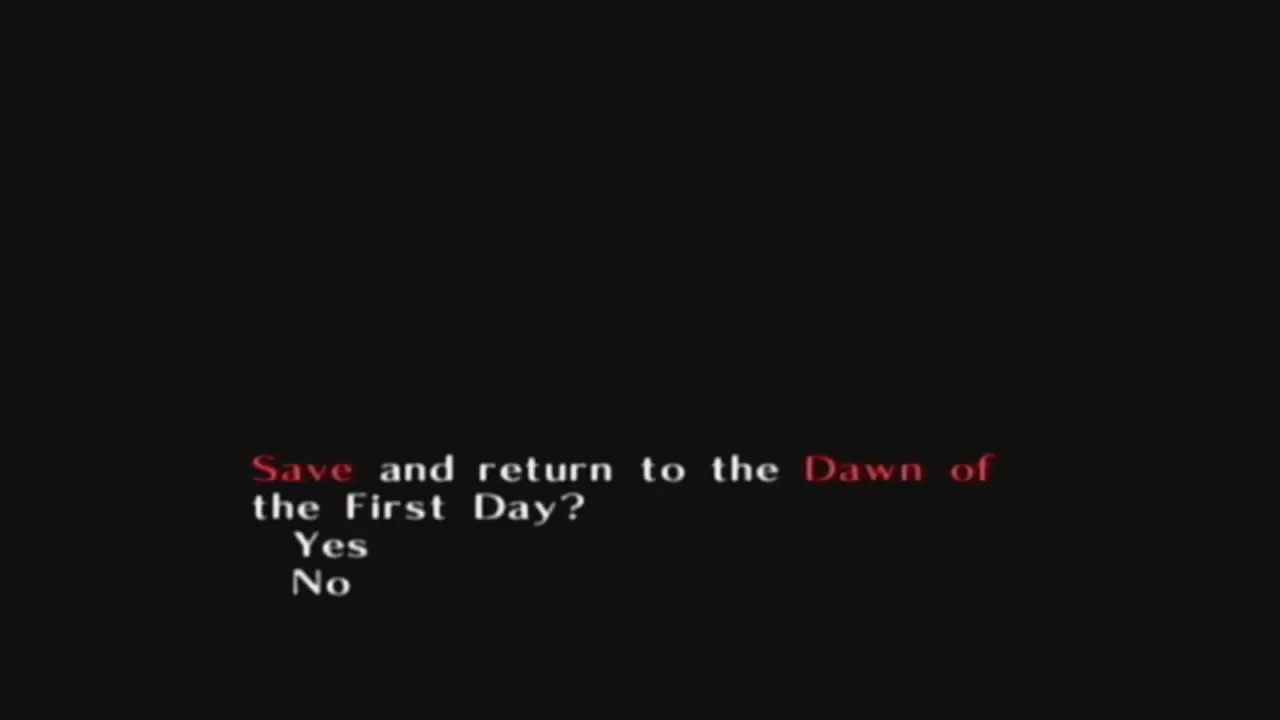 Save and return to the Dawn of
the First Day?
Yes
No